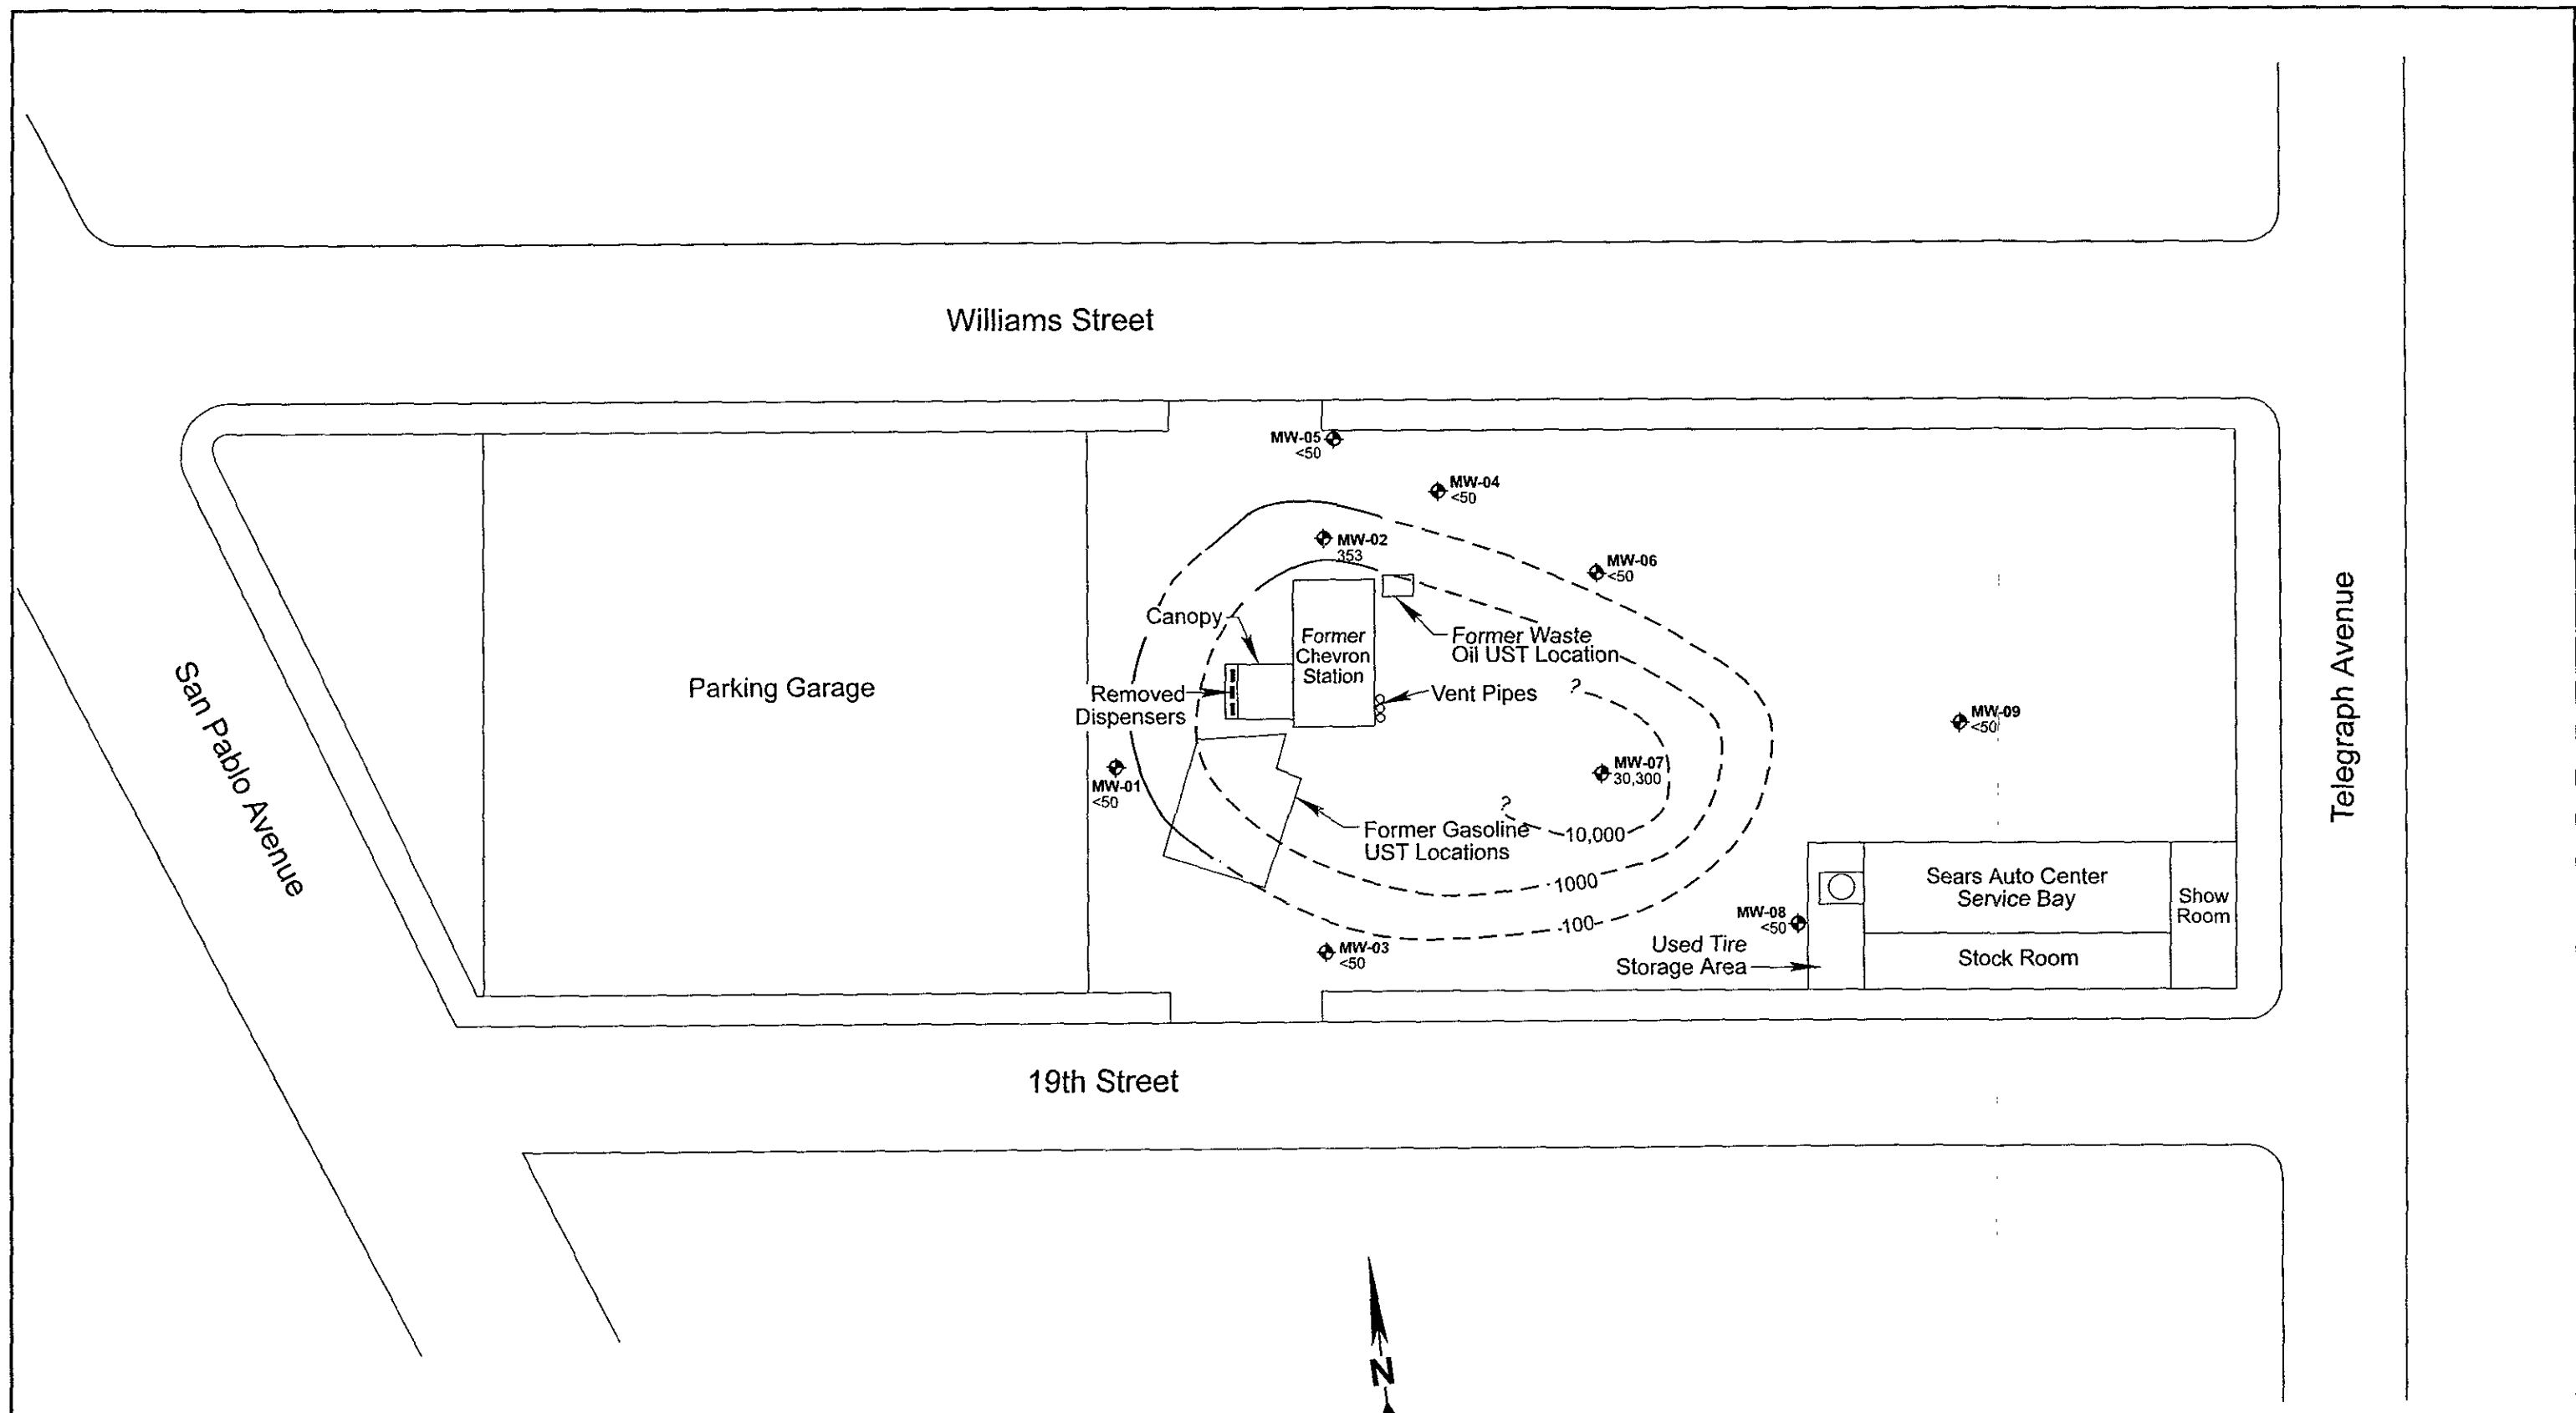 Williams Street
MW-05
<50
MW-04
<50
MW-02
353
MW-06
<50
Canopy
Former
Chevron
Station
Former Waste
Oil UST Location
San Pablo Avenue
Parking Garage
Removed
Dispensers
Vent Pipes
?
Telegraph Avenue
MW-09
<50
MW-01
<50
MW-07
30,300
?
10,000
Former Gasoline
UST Locations
1000
100
Sears Auto Center
Service Bay
Show
Room
MW-08
<50
MW-03
<50
Used Tire
Storage Area
Stock Room
19th Street
N